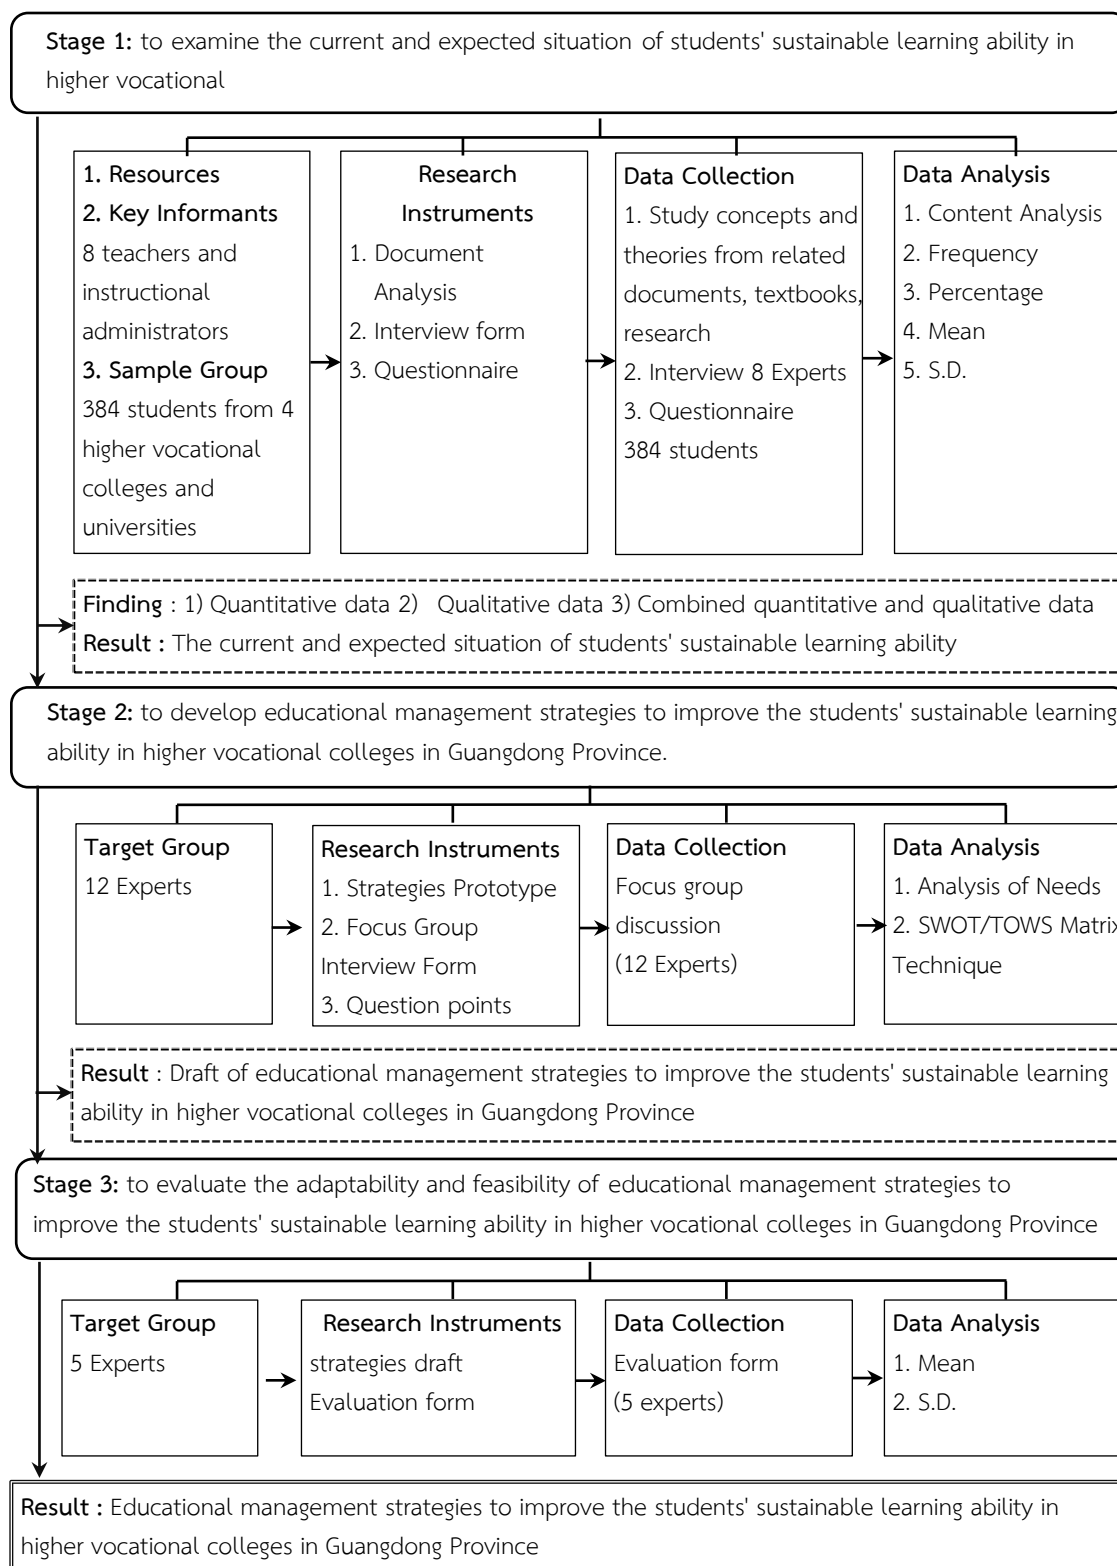 Stage 1: to examine the current and expected situation of students' sustainable learning ability in
higher vocational
1. Resources
2. Key Informants
8 teachers and
instructional
administrators
3. Sample Group
384 students from 4
higher vocational
colleges and
universities
Research
Instruments
1. Document
Analysis
2. Interview form
3. Questionnaire
Data Collection
1. Study concepts and
theories from related
documents, textbooks,
research
2. Interview 8 Experts
3. Questionnaire
384 students
Data Analysis
1. Content Analysis
2. Frequency
3. Percentage
4. Mean
5. S.D.
Finding : 1) Quantitative data 2) Qualitative data 3) Combined quantitative and qualitative data
Result : The current and expected situation of students' sustainable learning ability
Stage 2: to develop educational management strategies to improve the students' sustainable learning
ability in higher vocational colleges in Guangdong Province.
Target Group
12 Experts
Research Instruments
1. Strategies Prototype
2. Focus Group
Interview Form
3. Question points
Data Collection
Focus group
discussion
(12 Experts)
Data Analysis
1. Analysis of Needs
2. SWOT/TOWS Matrix
Technique
Result : Draft of educational management strategies to improve the students' sustainable learning
ability in higher vocational colleges in Guangdong Province
Stage 3: to evaluate the adaptability and feasibility of educational management strategies to
improve the students' sustainable learning ability in higher vocational colleges in Guangdong Province
Target Group
5 Experts
Research Instruments
strategies draft
Evaluation form
Data Collection
Evaluation form
(5 experts)
Data Analysis
1. Mean
2. S.D.
Result : Educational management strategies to improve the students' sustainable learning ability in
higher vocational colleges in Guangdong Province